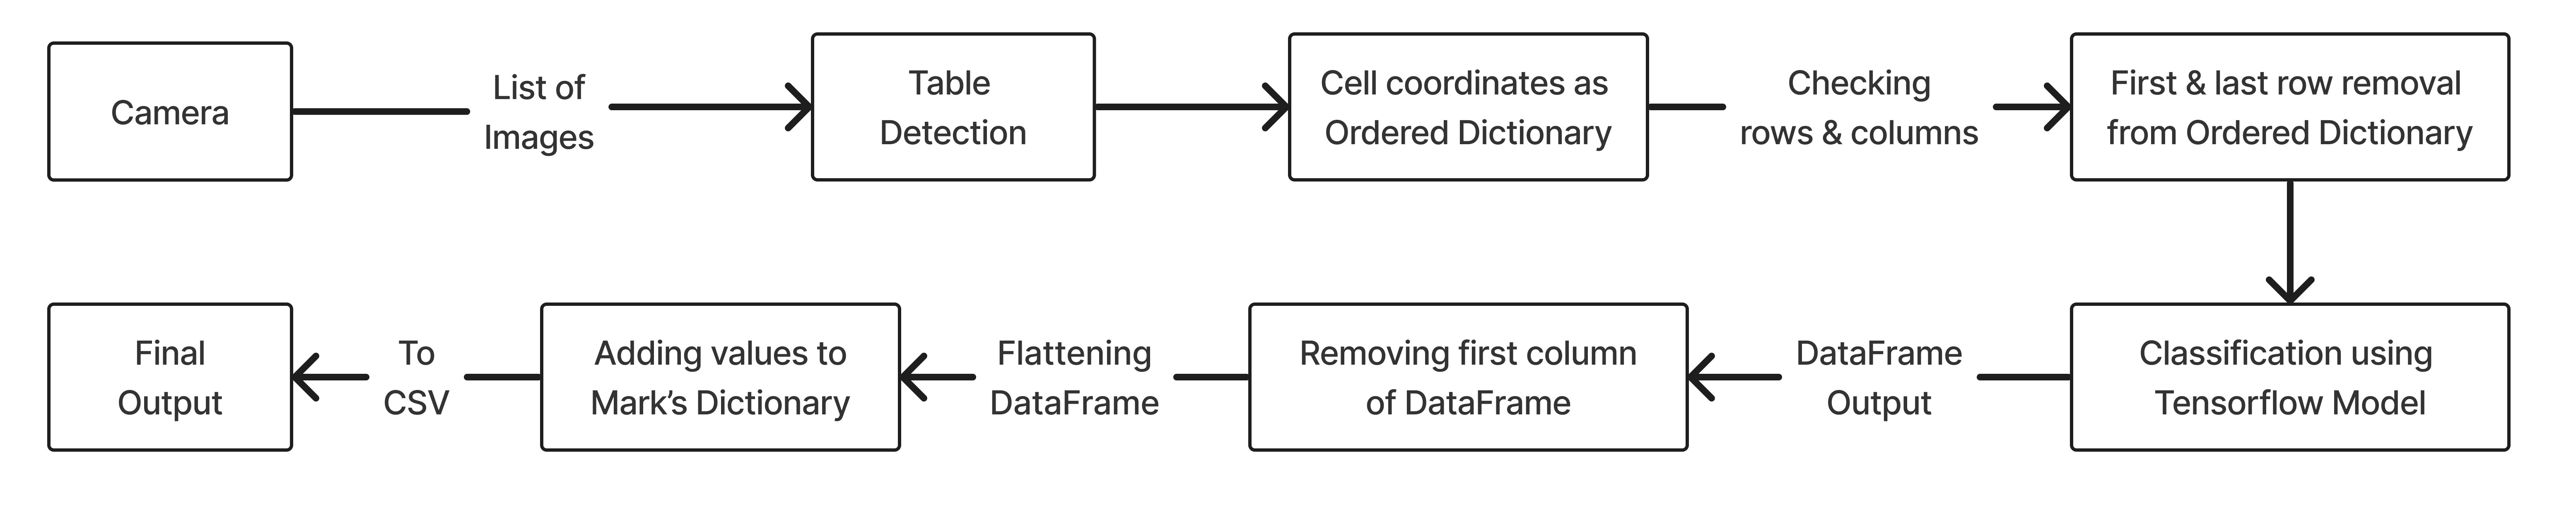 Camera
List of
Images
Table
Detection
Cell coordinates as
Ordered Dictionary
Checking
rows & columns
First & last row removal
from Ordered Dictionary
Classification using
Tensorflow Model
DataFrame
Output
Removing first column
of DataFrame
Flattening
DataFrame
Adding values to
Mark’s Dictionary
To
CSV
Final
Output